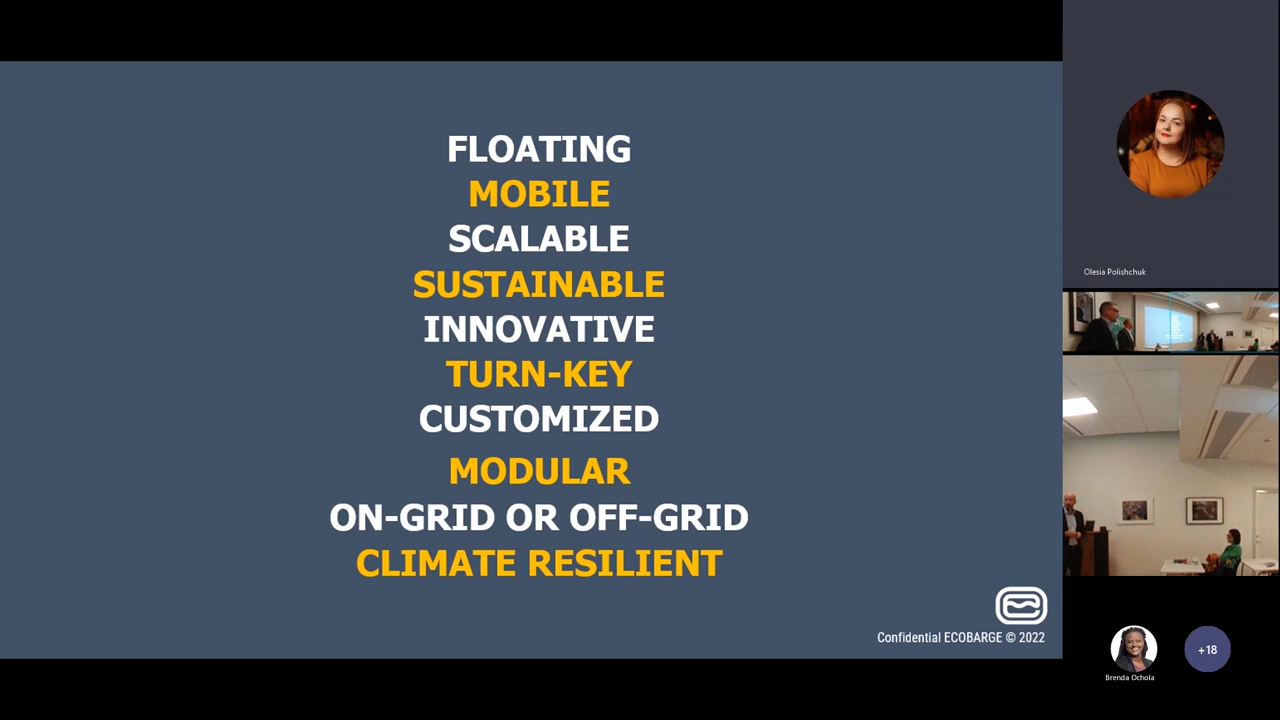 FLOATING
MOBILE
SCALABLE
SUSTAINABLE
INNOVATIVE
TURN-KEY
CUSTOMIZED
MODULAR
ON-GRID OR OFF-GRID
CLIMATE RESILIENT
Confidential ECOBARGE © 2022
Olesia Polishchuk
Brenda Ochola
+18